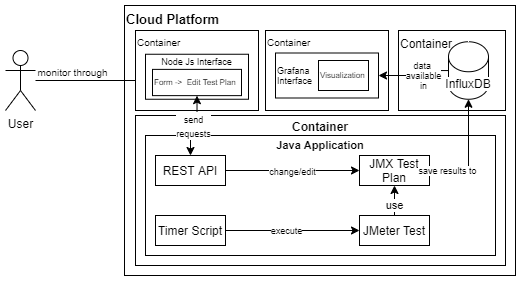 Cloud Platform
Container
Node Js Interface
Form -> Edit Test Plan
Container
Grafana
Interface
Visualization
Container
data
available
in
InfluxDB
monitor through
User
send
requests
Container
Java Application
REST API
change/edit
JMX Test
Plan
save results to
use
Timer Script
execute
JMeter Test